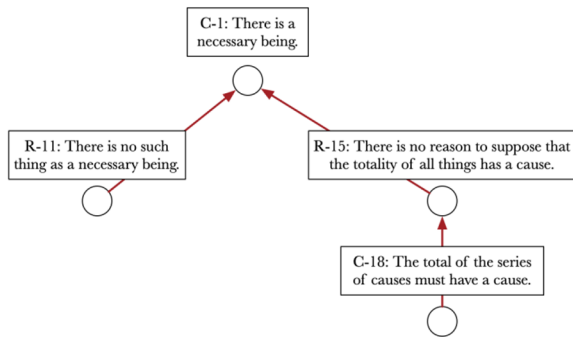 C-1: There is a
necessary being.
R-11: There is no such
thing as a necessary being.
R-15: There is no reason to suppose that
the totality of all things has a cause.
C-18: The total of the series
of causes must have a cause.